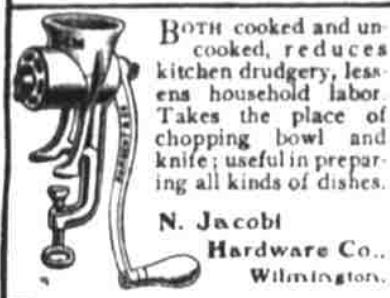 BOTH cooked and un-
cooked, reduces
kitchen drudgery, less-
ens household labor.
Takes the place of
chopping bowl and
knife; useful in prepar-
ing all kinds of dishes.
N. Jacobi
Hardware Co.,
Wilmington.